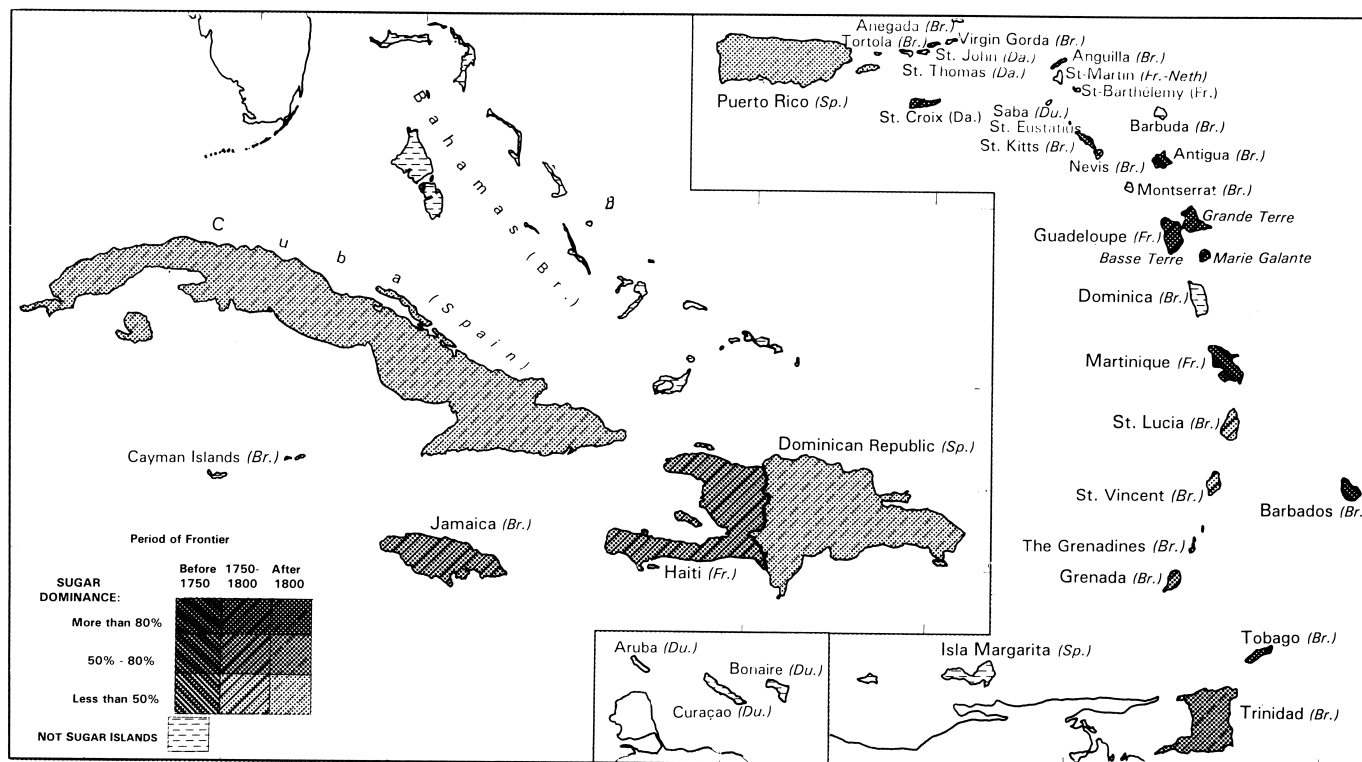 Anegada (Br.)
Tortola (Br.)
Virgin Gorda (Br.)
St. John (Da.)
St. Thomas (Da.)
Anguilla (Br.)
St-Martin (Fr.-Neth)
St-Barthélemy (Fr.)
Puerto Rico (Sp.)
St. Croix (Da.)
Saba (Du.)
St. Eustatius
St. Kitts (Br.)
Nevis (Br.)
Barbuda (Br.)
Antigua (Br.)
Montserrat (Br.)
Grande Terre
Guadeloupe (Fr.)
Basse Terre
Marie Galante
Dominica (Br.)
Martinique (Fr.)
St. Lucia (Br.)
St. Vincent (Br.)
Barbados (Br.
The Grenadines (Br.)
Grenada (Br.)
Tobago (Br.)
Trinidad (Br.)
Isla Margarita (Sp.)
Bahamas (Br.)
Cuba (Spain)
Cayman Islands (Br.)
Jamaica (Br.)
Dominican Republic (Sp.)
Haiti (Fr.)
Aruba (Du.)
Bonaire (Du.)
Curaçao (Du.)
Period of Frontier
Before 1750-  After
1750 1800 1800
SUGAR
DOMINANCE:
More than 80%
50% - 80%
Less than 50%
NOT SUGAR ISLANDS